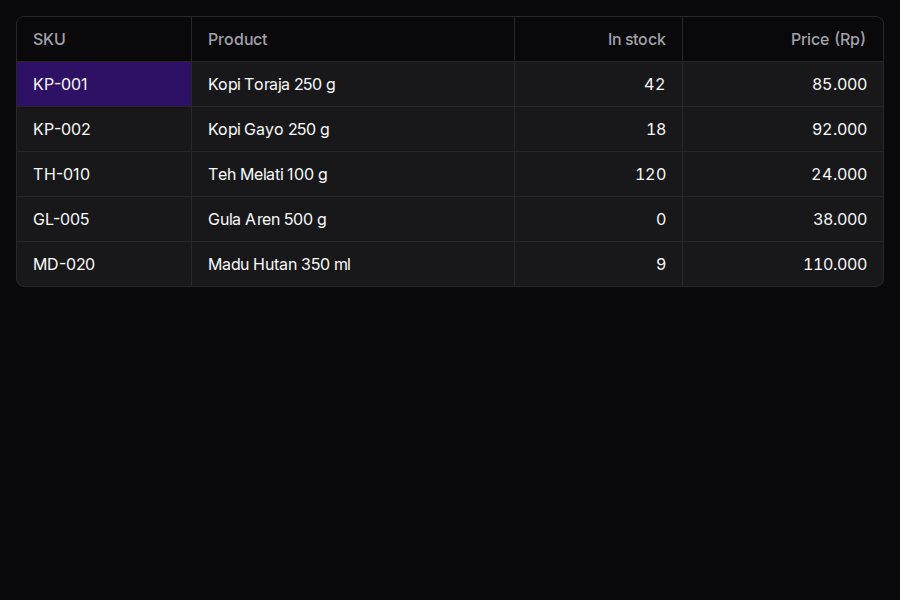 SKU Product In stock Price (Rp)
KP-001 Kopi Toraja 250 g 42 85.000
KP-002 Kopi Gayo 250 g 18 92.000
TH-010 Teh Melati 100 g 120 24.000
GL-005 Gula Aren 500 g 0 38.000
MD-020 Madu Hutan 350 ml 9 110.000